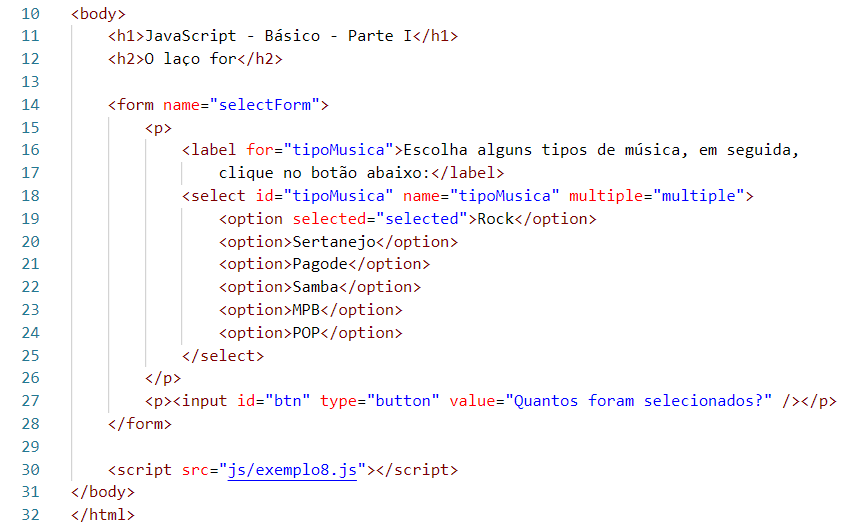 10 <body>
11 <h1>JavaScript - Básico - Parte I</h1>
12 <h2>O laço for</h2>
13
14 <form name="selectForm">
15 <p>
16 <label for="tipoMusica">Escolha alguns tipos de música, em seguida,
17 clique no botão abaixo:</label>
18 <select id="tipoMusica" name="tipoMusica" multiple="multiple">
19 <option selected="selected">Rock</option>
20 <option>Sertanejo</option>
21 <option>Pagode</option>
22 <option>Samba</option>
23 <option>MPB</option>
24 <option>POP</option>
25 </select>
26 </p>
27 <p><input id="btn" type="button" value="Quantos foram selecionados?" /></p>
28 </form>
29
30 <script src="js/exemplo8.js"></script>
31 </body>
32 </html>